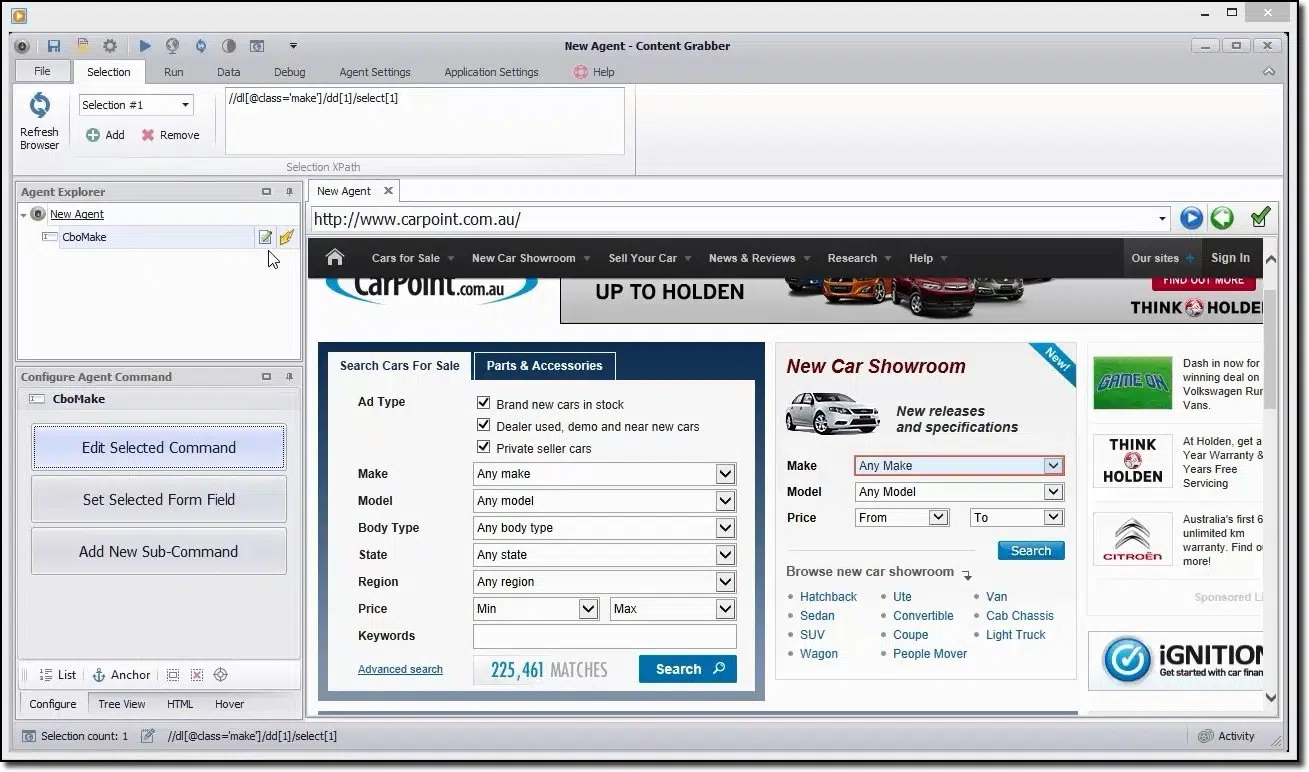 New Agent - Content Grabber
File Selection Run Data Debug Agent Settings Application Settings Help
Refresh Browser
Selection #1
Add Remove
//dl[@class='make']/dd[1]/select[1]
Selection XPath
Agent Explorer
New Agent
CboMake
Configure Agent Command
CboMake
Edit Selected Command
Set Selected Form Field
Add New Sub-Command
List Anchor
Configure Tree View HTML Hover
New Agent
http://www.carpoint.com.au/
Cars for Sale New Car Showroom Sell Your Car News & Reviews Research Help Our sites + Sign In
CarPoint.com.au
UP TO HOLDEN
FIND OUT MORE
THINK HOLDE
Search Cars For Sale Parts & Accessories
Ad Type
Brand new cars in stock
Dealer used, demo and near new cars
Private seller cars
Make Any make
Model Any model
Body Type Any body type
State Any state
Region Any region
Price Min Max
Keywords
Advanced search 225,461 MATCHES Search
New Car Showroom
New!
New releases
and specifications
Make Any Make
Model Any Model
Price From To
Search
Browse new car showroom
Hatchback Ute Van
Sedan Convertible Cab Chassis
SUV Coupe Light Truck
Wagon People Mover
GAME ON
Dash in now for
winning deal on
Volkswagen Rur
Vans.
THINK
HOLDEN
At Holden, get a
Year Warranty &
Years Free
Servicing
CITROËN
Australia's first 6
unlimited km
warranty. Find o
more!
Sponsored Li
iGNITION
Get started with car finan
Selection count: 1 //dl[@class='make']/dd[1]/select[1] Activity